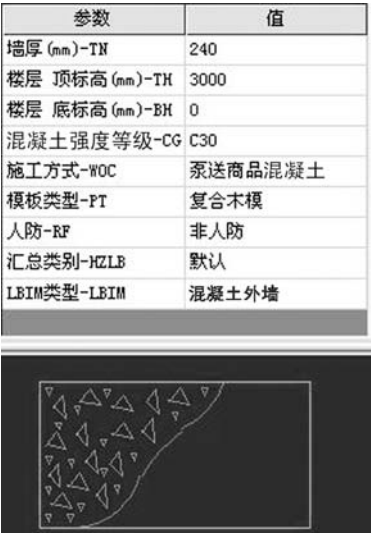 参数 值
墙厚(mm)-TN 240
楼层 顶标高(mm)-TH 3000
楼层 底标高(mm)-BH 0
混凝土强度等级-CG C30
施工方式-WOC 泵送商品混凝土
模板类型-PT 复合木模
人防-RF 非人防
汇总类别-HZLB 默认
LBIM类型-LBIM 混凝土外墙